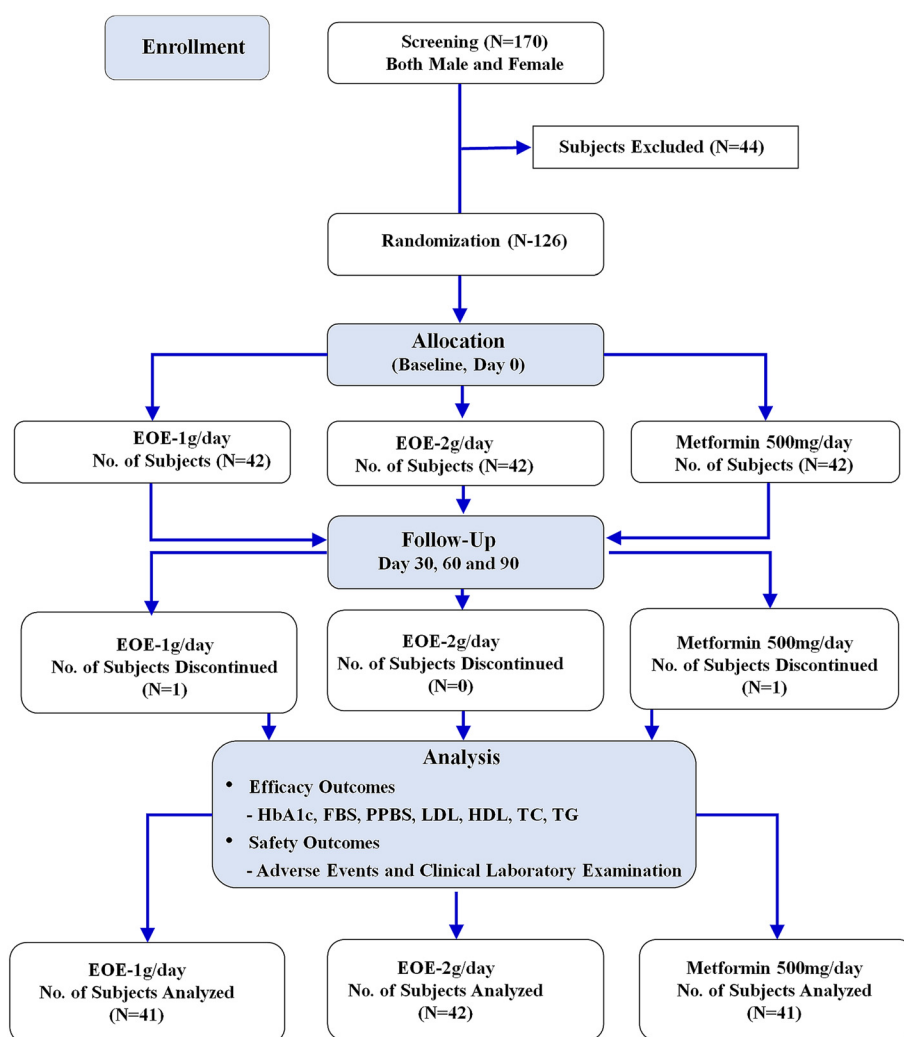 Enrollment
Screening (N=170)
Both Male and Female
Subjects Excluded (N=44)
Randomization (N-126)
Allocation
(Baseline, Day 0)
EOE-1g/day
No. of Subjects (N=42)
EOE-2g/day
No. of Subjects (N=42)
Metformin 500mg/day
No. of Subjects (N=42)
Follow-Up
Day 30, 60 and 90
EOE-1g/day
No. of Subjects Discontinued
(N=1)
EOE-2g/day
No. of Subjects Discontinued
(N=0)
Metformin 500mg/day
No. of Subjects Discontinued
(N=1)
Analysis
• Efficacy Outcomes
- HbA1c, FBS, PPBS, LDL, HDL, TC, TG
• Safety Outcomes
- Adverse Events and Clinical Laboratory Examination
EOE-1g/day
No. of Subjects Analyzed
(N=41)
EOE-2g/day
No. of Subjects Analyzed
(N=42)
Metformin 500mg/day
No. of Subjects Analyzed
(N=41)